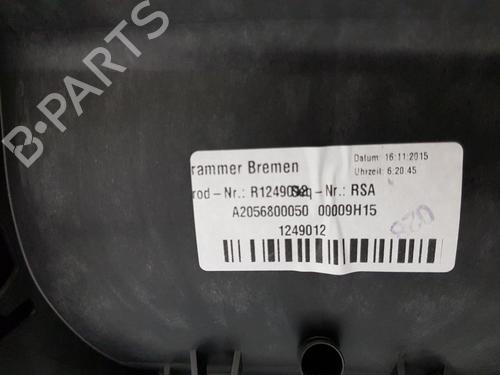 rammer Bremen
Datum: 16:11:2015
Uhrzeit: 6:20:45
rod-Nr.: R1249012 -Nr.: RSA
A2056800050 00009H15
1249012
028
B-PARTS